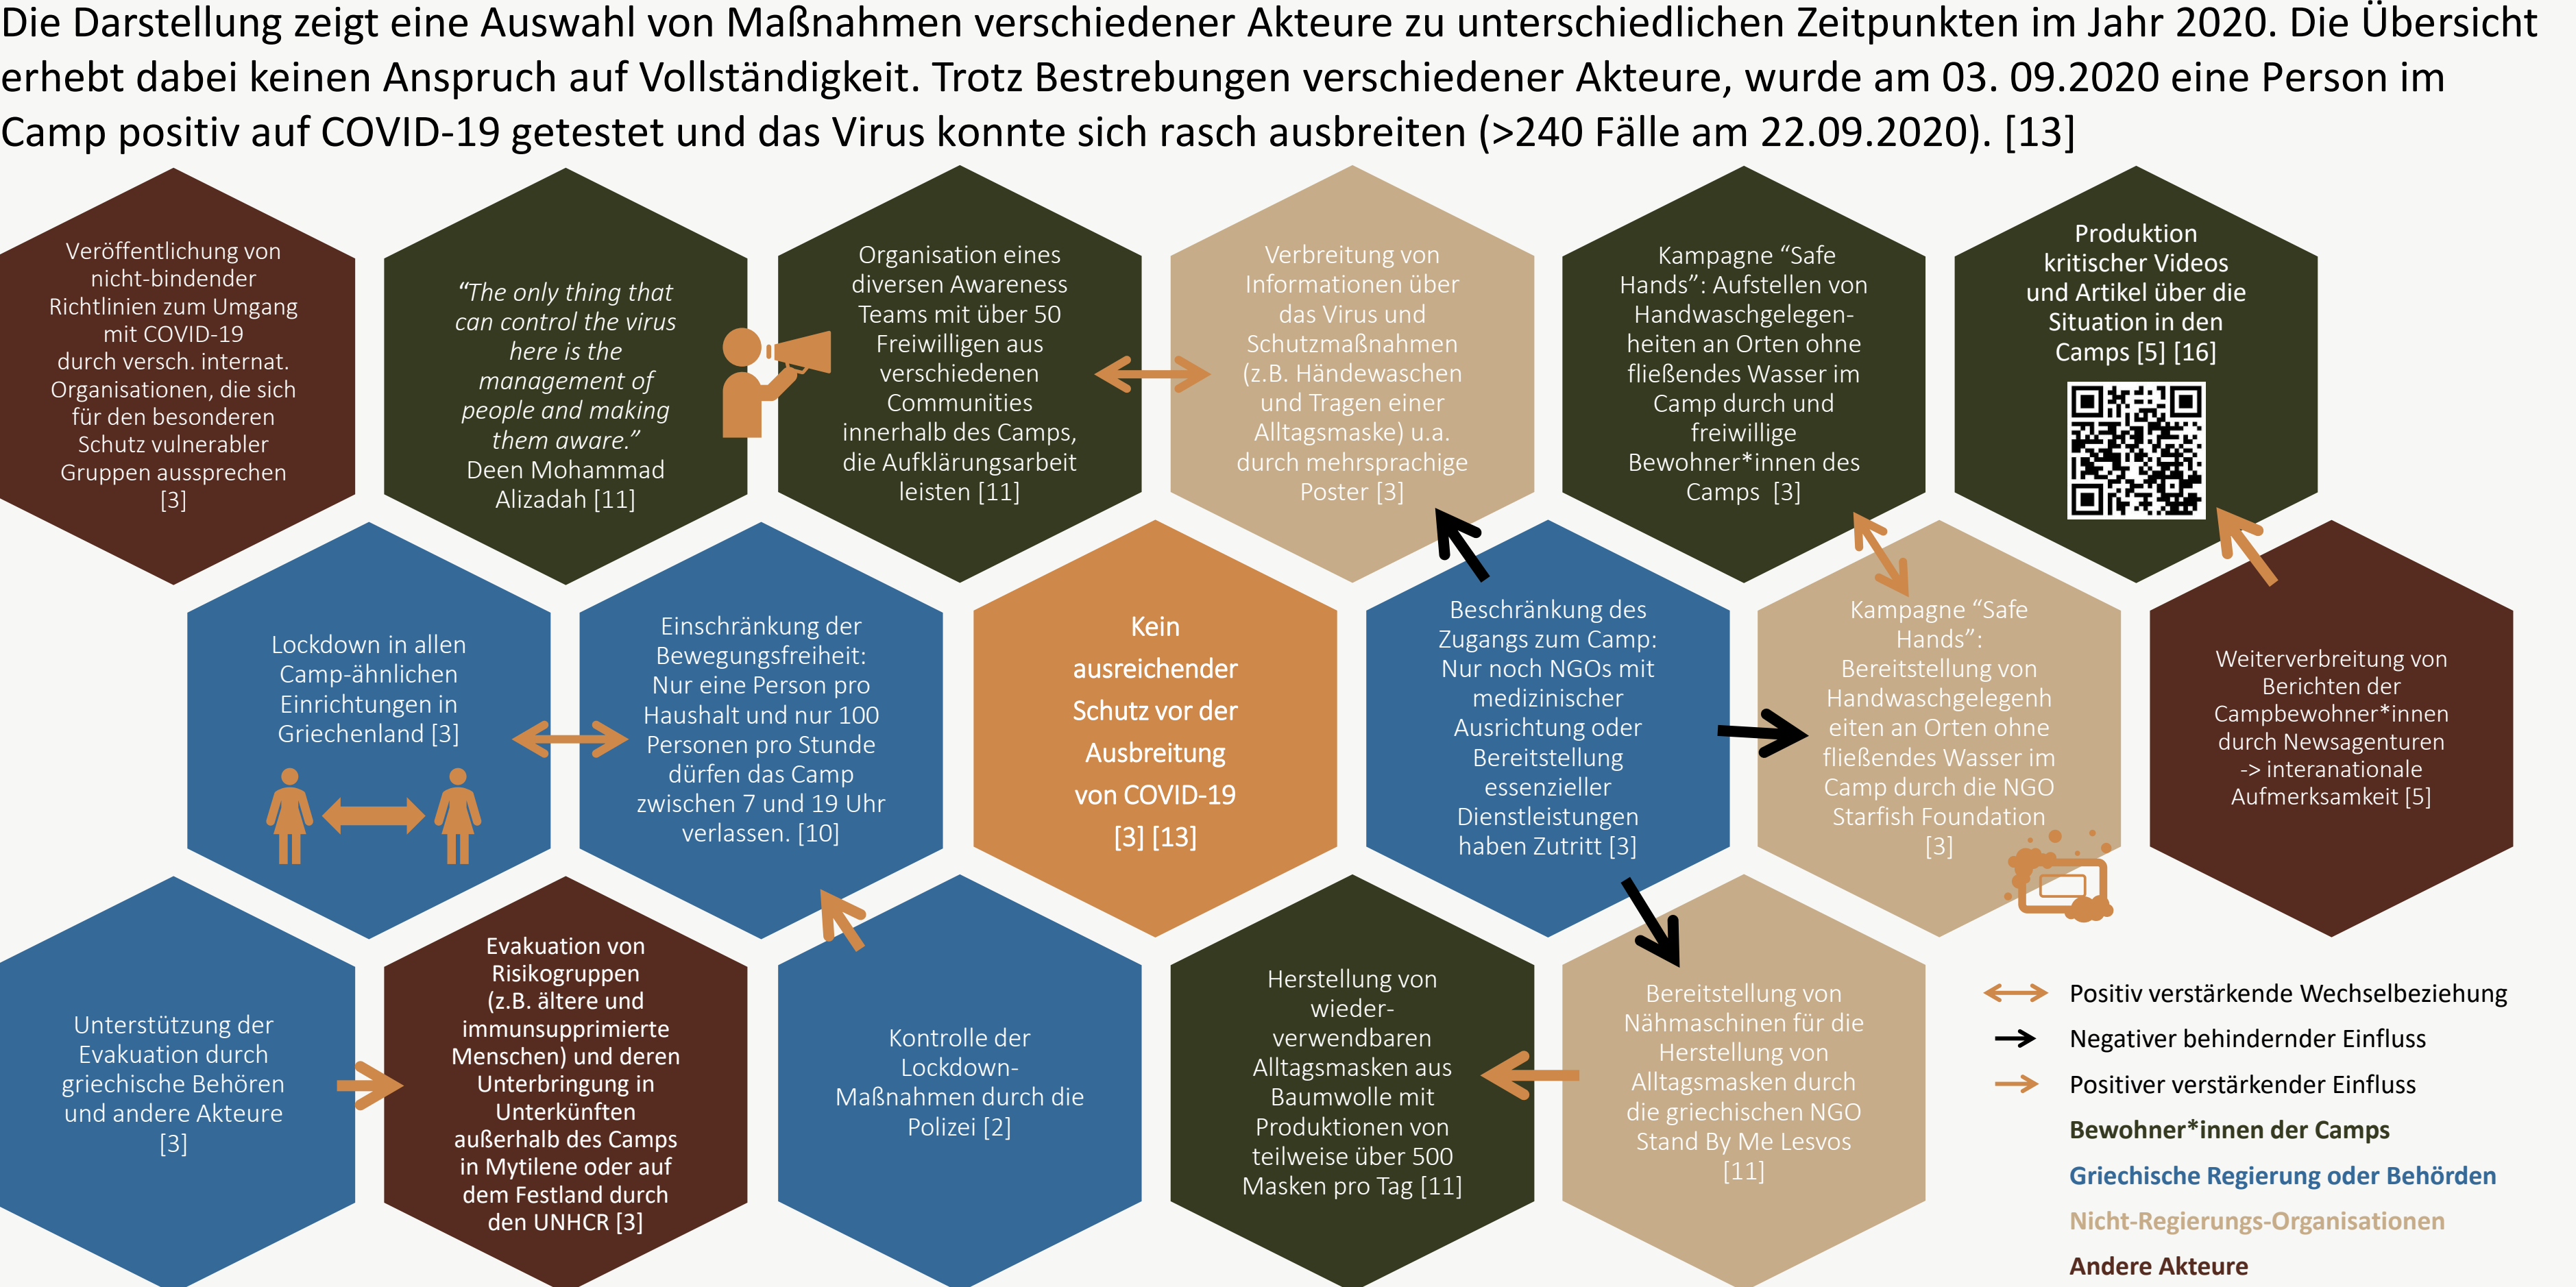 Die Darstellung zeigt eine Auswahl von Maßnahmen verschiedener Akteure zu unterschiedlichen Zeitpunkten im Jahr 2020. Die Übersicht
erhebt dabei keinen Anspruch auf Vollständigkeit. Trotz Bestrebungen verschiedener Akteure, wurde am 03. 09.2020 eine Person im
Camp positiv auf COVID-19 getestet und das Virus konnte sich rasch ausbreiten (>240 Fälle am 22.09.2020). [13]
Veröffentlichung von
nicht-bindender
Richtlinien zum Umgang
mit COVID-19
durch versch. internat.
Organisationen, die sich
für den besonderen
Schutz vulnerabler
Gruppen aussprechen
[3]
“The only thing that
can control the virus
here is the
management of
people and making
them aware.”
Deen Mohammad
Alizadah [11]
Organisation eines
diversen Awareness
Teams mit über 50
Freiwilligen aus
verschiedenen
Communities
innerhalb des Camps,
die Aufklärungsarbeit
leisten [11]
Verbreitung von
Informationen über
das Virus und
Schutzmaßnahmen
(z.B. Händewaschen
und Tragen einer
Alltagsmaske) u.a.
durch mehrsprachige
Poster [3]
Kampagne “Safe
Hands”: Aufstellen von
Handwaschgelegen-
heiten an Orten ohne
fließendes Wasser im
Camp durch und
freiwillige
Bewohner*innen des
Camps [3]
Produktion
kritischer Videos
und Artikel über die
Situation in den
Camps [5] [16]
Lockdown in allen
Camp-ähnlichen
Einrichtungen in
Griechenland [3]
Einschränkung der
Bewegungsfreiheit:
Nur eine Person pro
Haushalt und nur 100
Personen pro Stunde
dürfen das Camp
zwischen 7 und 19 Uhr
verlassen. [10]
Kein
ausreichender
Schutz vor der
Ausbreitung
von COVID-19
[3] [13]
Beschränkung des
Zugangs zum Camp:
Nur noch NGOs mit
medizinischer
Ausrichtung oder
Bereitstellung
essenzieller
Dienstleistungen
haben Zutritt [3]
Kampagne “Safe
Hands”:
Bereitstellung von
Handwaschgelegenh
eiten an Orten ohne
fließendes Wasser im
Camp durch die NGO
Starfish Foundation
[3]
Weiterverbreitung von
Berichten der
Campbewohner*innen
durch Newsagenturen
-> interanationale
Aufmerksamkeit [5]
Unterstützung der
Evakuation durch
griechische Behören
und andere Akteure
[3]
Evakuation von
Risikogruppen
(z.B. ältere und
immunsupprimierte
Menschen) und deren
Unterbringung in
Unterkünften
außerhalb des Camps
in Mytilene oder auf
dem Festland durch
den UNHCR [3]
Kontrolle der
Lockdown-
Maßnahmen durch die
Polizei [2]
Herstellung von
wieder-
verwendbaren
Alltagsmasken aus
Baumwolle mit
Produktionen von
teilweise über 500
Masken pro Tag [11]
Bereitstellung von
Nähmaschinen für die
Herstellung von
Alltagsmasken durch
die griechischen NGO
Stand By Me Lesvos
[11]
Positiv verstärkende Wechselbeziehung
Negativer behindernder Einfluss
Positiver verstärkender Einfluss
Bewohner*innen der Camps
Griechische Regierung oder Behörden
Nicht-Regierungs-Organisationen
Andere Akteure